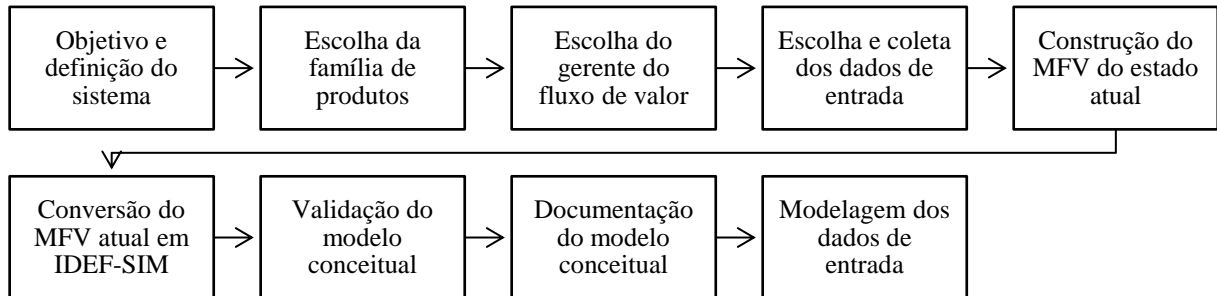 Objetivo e
definição do
sistema
Escolha da
família de
produtos
Escolha do
gerente do
fluxo de valor
Escolha e coleta
dos dados de
entrada
Construção do
MFV do estado
atual
Conversão do
MFV atual em
IDEF-SIM
Validação do
modelo
conceitual
Documentação
do modelo
conceitual
Modelagem dos
dados de
entrada